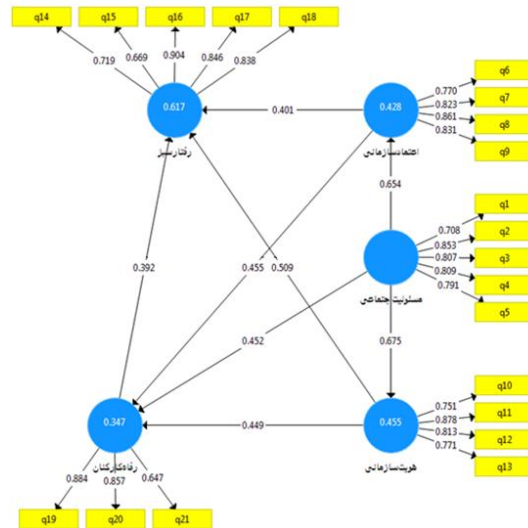 q14 q15 q16 q17 q18
0.719 0.669 0.904 0.846 0.838
0.617
رفتار سبز
0.401
0.428
اعتماد سازمانی
q6
0.770
q7
0.823
q8
0.861
q9
0.831
0.654
q1
0.708
q2
0.853
q3
0.807
q4
0.809
q5
0.791
مسئولیت اجتماعی
0.392
0.455
0.509
0.452
0.675
0.347
رفاه کارکنان
0.449
0.455
هویت سازمانی
q10
0.751
q11
0.878
q12
0.813
q13
0.771
0.884 0.857 0.647
q19 q20 q21